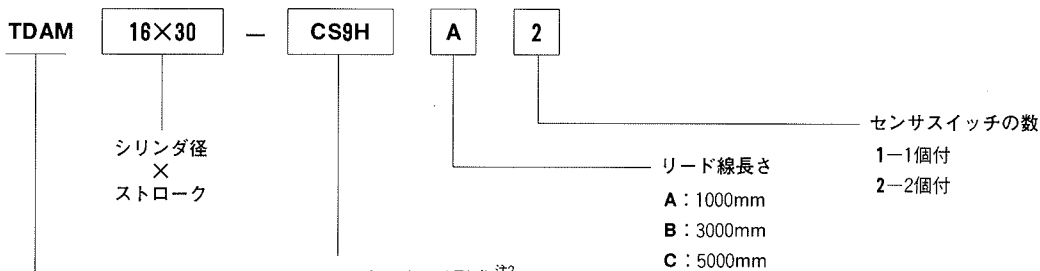 TDAM 16×30 — CS9H A 2
シリンダ径
×
ストローク
センサスイッチの数
1—1個付
2—2個付
リード線長さ
A：1000mm
B：3000mm
C：5000mm
注2